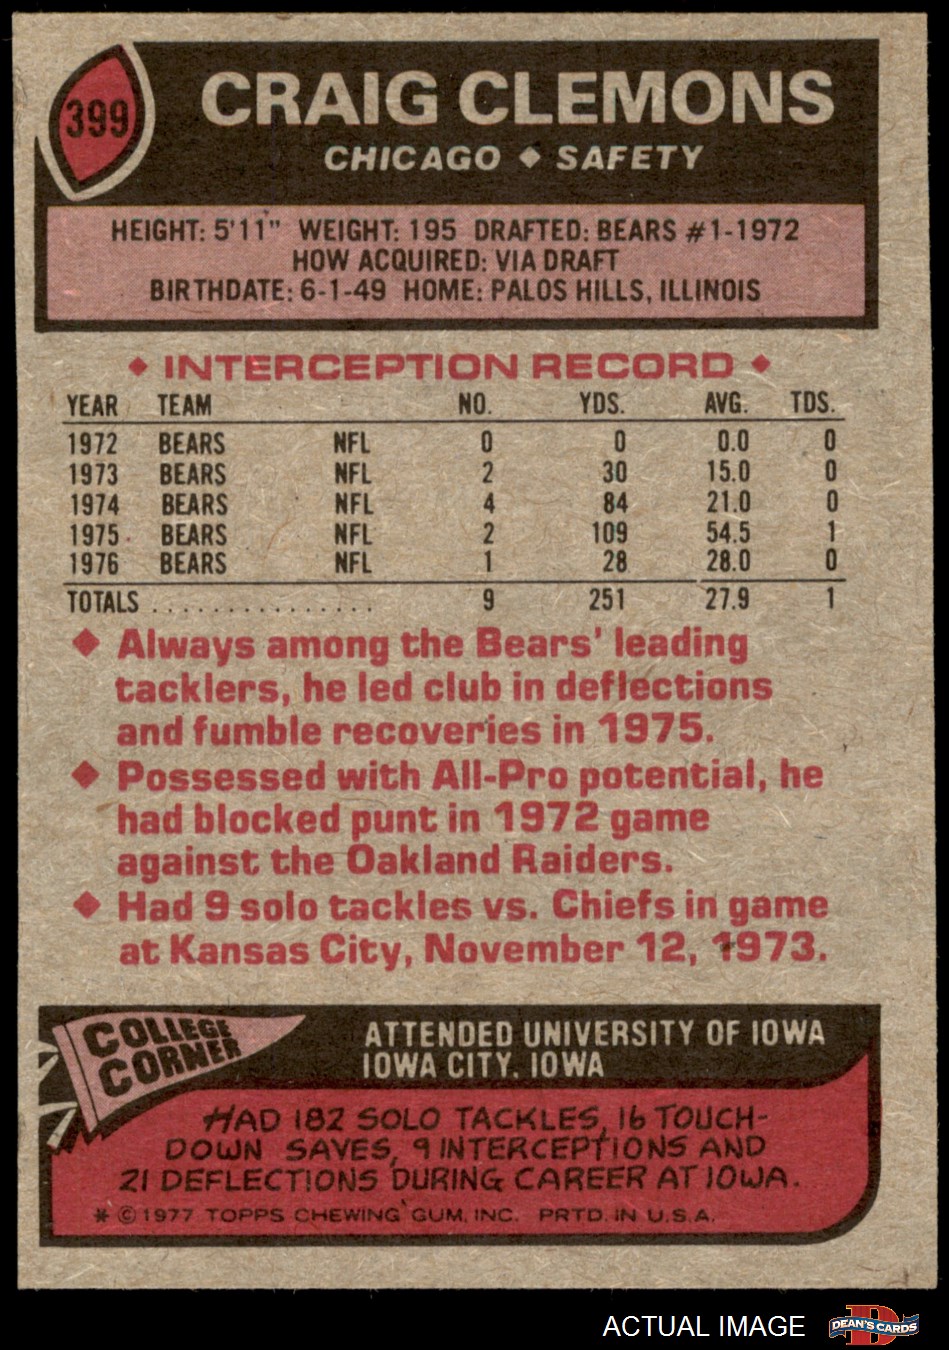 399
CRAIG CLEMONS
CHICAGO ◆ SAFETY
HEIGHT: 5'11" WEIGHT: 195 DRAFTED: BEARS #1-1972
HOW ACQUIRED: VIA DRAFT
BIRTHDATE: 6-1-49 HOME: PALOS HILLS, ILLINOIS
◆ INTERCEPTION RECORD ◆
YEAR TEAM NO. YDS. AVG. TDS.
1972 BEARS NFL 0 0 0.0 0
1973 BEARS NFL 2 30 15.0 0
1974 BEARS NFL 4 84 21.0 0
1975 BEARS NFL 2 109 54.5 1
1976 BEARS NFL 1 28 28.0 0
TOTALS ................ 9 251 27.9 1
◆ Always among the Bears' leading
tacklers, he led club in deflections
and fumble recoveries in 1975.
◆ Possessed with All-Pro potential, he
had blocked punt in 1972 game
against the Oakland Raiders.
◆ Had 9 solo tackles vs. Chiefs in game
at Kansas City, November 12, 1973.
COLLEGE
CORNER
ATTENDED UNIVERSITY OF IOWA
IOWA CITY, IOWA
HAD 182 SOLO TACKLES, 16 TOUCH-
DOWN SAVES, 9 INTERCEPTIONS AND
21 DEFLECTIONS DURING CAREER AT IOWA.
* © 1977 TOPPS CHEWING GUM, INC. PRTD. IN U.S.A.
ACTUAL IMAGE
D
DEAN'S CARDS